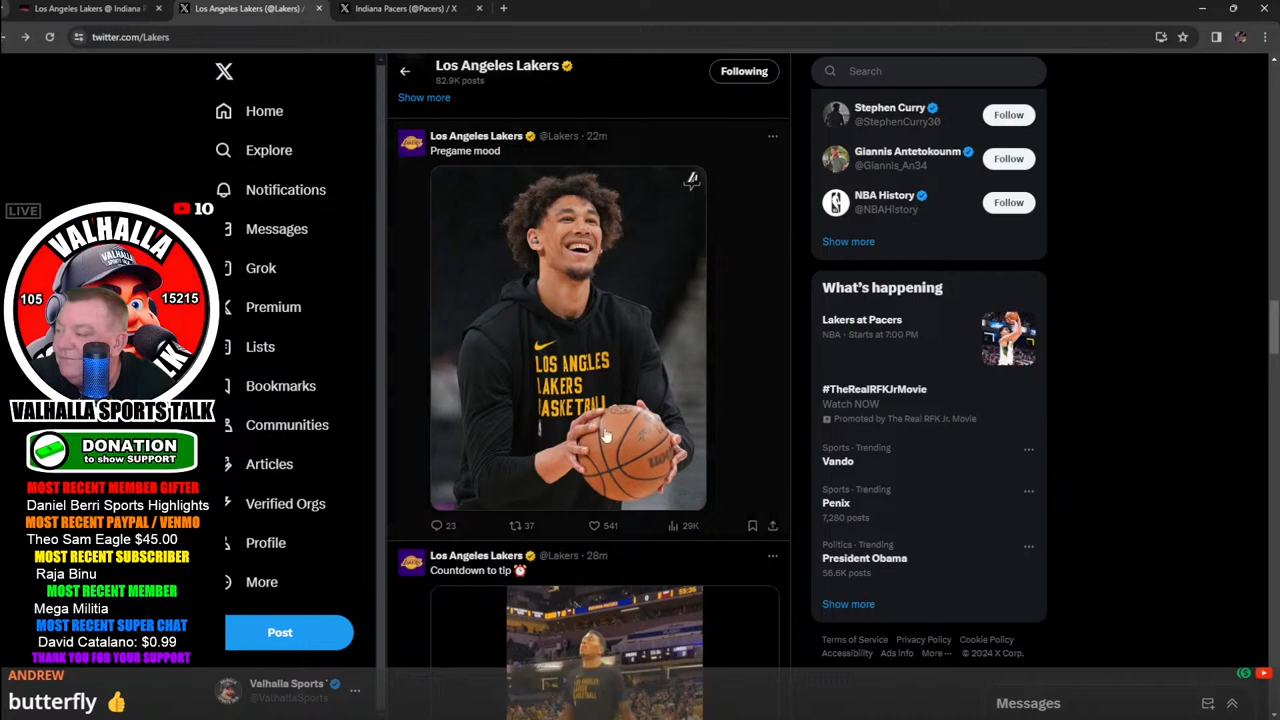 Los Angeles Lakers @ Indiana P
Los Angeles Lakers (@Lakers) /
Indiana Pacers (@Pacers) / X
twitter.com/Lakers
Los Angeles Lakers
82.9K posts
Following
Show more
Home
Explore
Notifications
Messages
Grok
Premium
Lists
Bookmarks
Communities
Articles
Verified Orgs
Profile
More
Post
Valhalla Sports
@ValhallaSports
LIVE
10
VALHALLA
105
15215
VALHALLA SPORTS TALK
DONATION
to show SUPPORT
MOST RECENT MEMBER GIFTER
Daniel Berri Sports Highlights
MOST RECENT PAYPAL / VENMO
Theo Sam Eagle $45.00
MOST RECENT SUBSCRIBER
Raja Binu
MOST RECENT MEMBER
Mega Militia
MOST RECENT SUPER CHAT
David Catalano: $0.99
THANK YOU FOR YOUR SUPPORT
ANDREW
butterfly 👍
Los Angeles Lakers @Lakers · 22m
Pregame mood
LOS ANGELES
LAKERS
BASKETBALL
23
37
541
29K
Los Angeles Lakers @Lakers · 28m
Countdown to tip ⏰
Search
Stephen Curry
@StephenCurry30
Follow
Giannis Antetokounm
@Giannis_An34
Follow
NBA History
@NBAHistory
Follow
Show more
What's happening
Lakers at Pacers
NBA · Starts at 7:00 PM
#TheRealRFKJrMovie
Watch NOW
Promoted by The Real RFK Jr. Movie
Sports · Trending
Vando
Sports · Trending
Penix
7,280 posts
Politics · Trending
President Obama
56.6K posts
Show more
Terms of Service Privacy Policy Cookie Policy
Accessibility Ads info More ··· © 2024 X Corp.
Messages